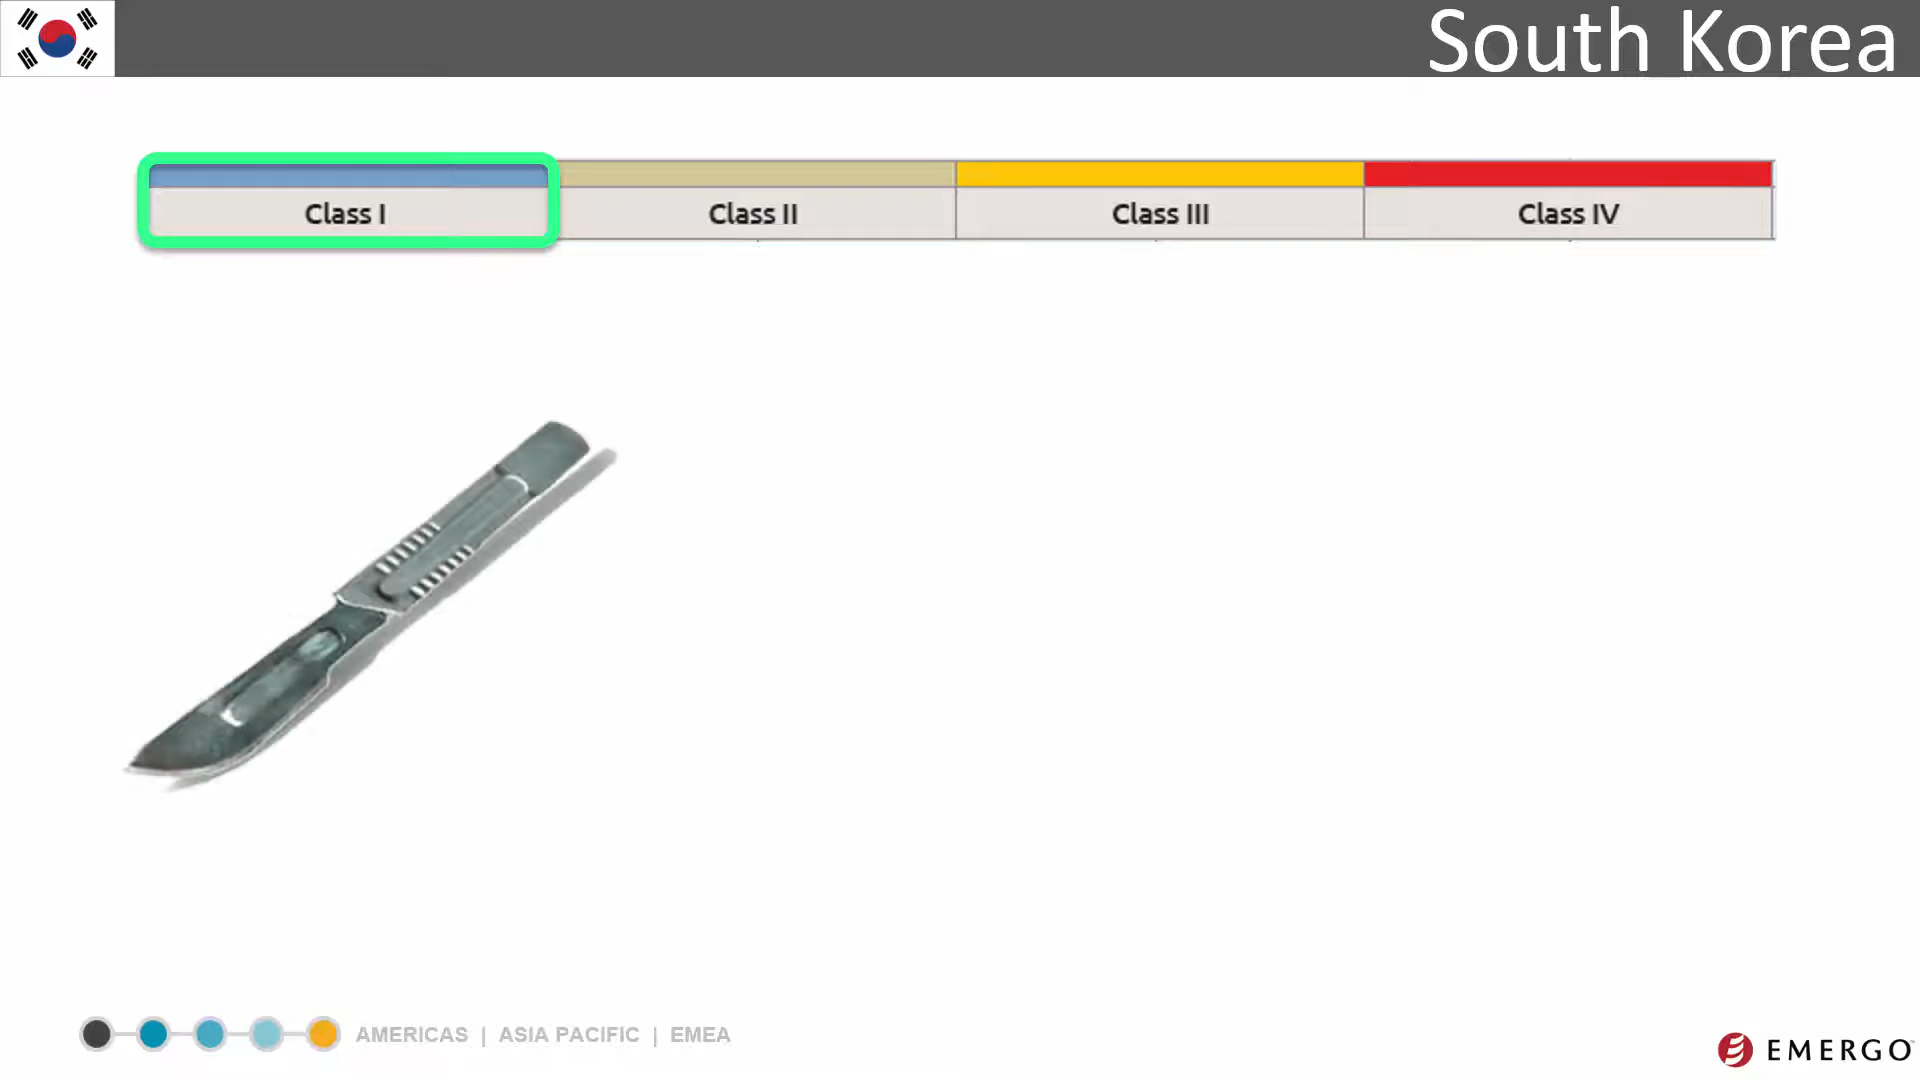 South Korea
Class I
Class II
Class III
Class IV
AMERICAS | ASIA PACIFIC | EMEA
EMERGO